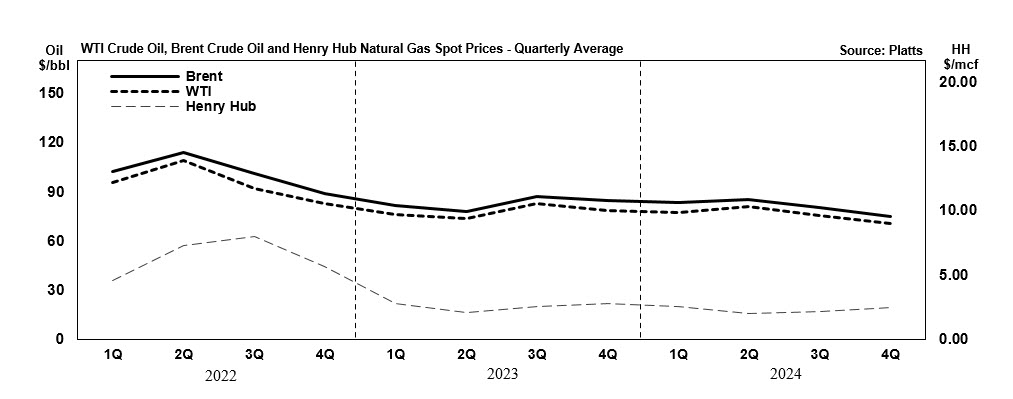 Oil WTI Crude Oil, Brent Crude Oil and Henry Hub Natural Gas Spot Prices - Quarterly Average Source: Platts HH
$/bbl $/mcf
Brent 20.00
150 WTI
Henry Hub
120 15.00
90 10.00
60
30 5.00
0 0.00
1Q 2Q 3Q 4Q 1Q 2Q 3Q 4Q 1Q 2Q 3Q 4Q
2022 2023 2024